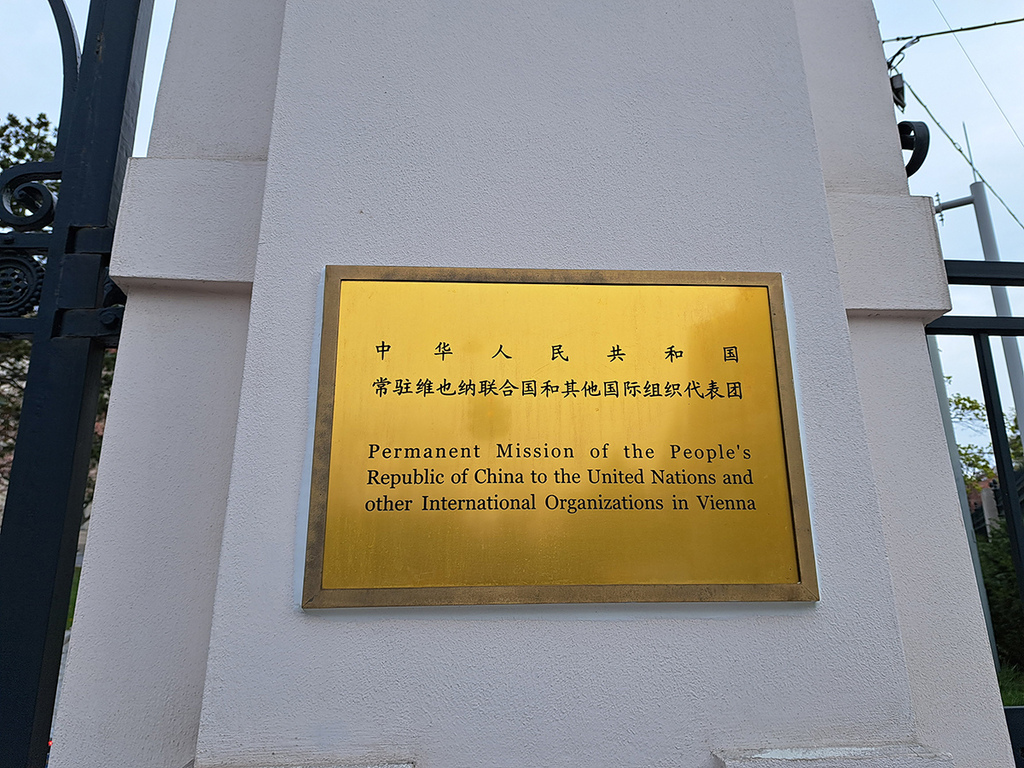 中华人民共和国
常驻维也纳联合国和其他国际组织代表团
Permanent Mission of the People's
Republic of China to the United Nations and
other International Organizations in Vienna